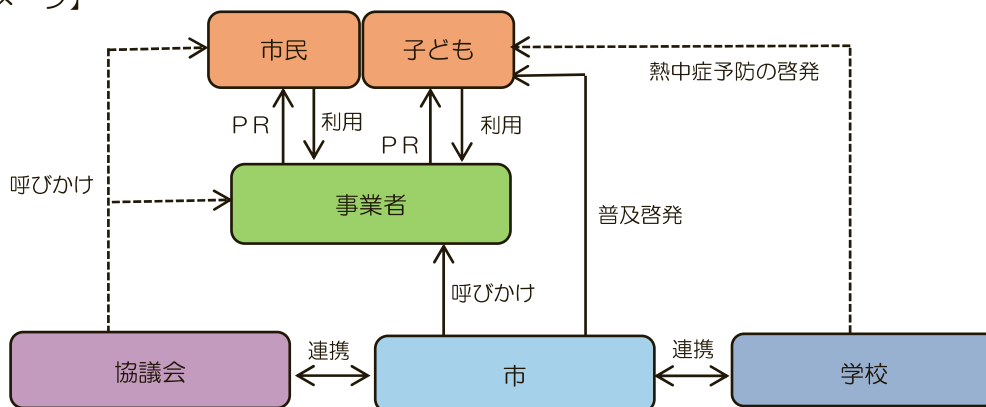 市民
子ども
熱中症予防の啓発
PR
利用
PR
利用
呼びかけ
事業者
普及啓発
呼びかけ
協議会
連携
市
連携
学校